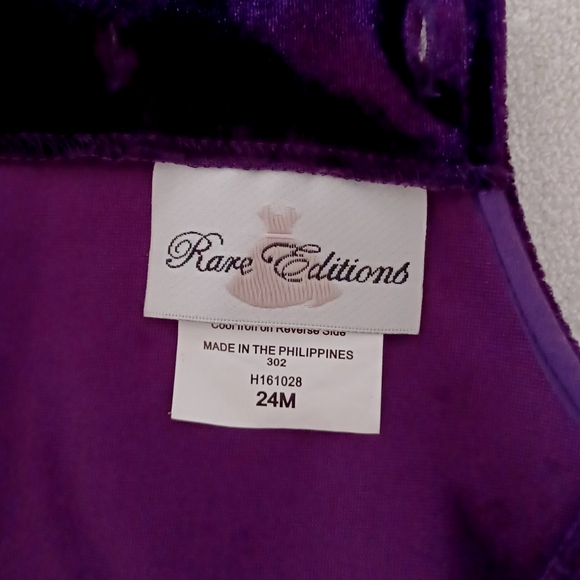 Rare Editions
Cool Iron on Reverse Side
MADE IN THE PHILIPPINES
302
H161028
24M